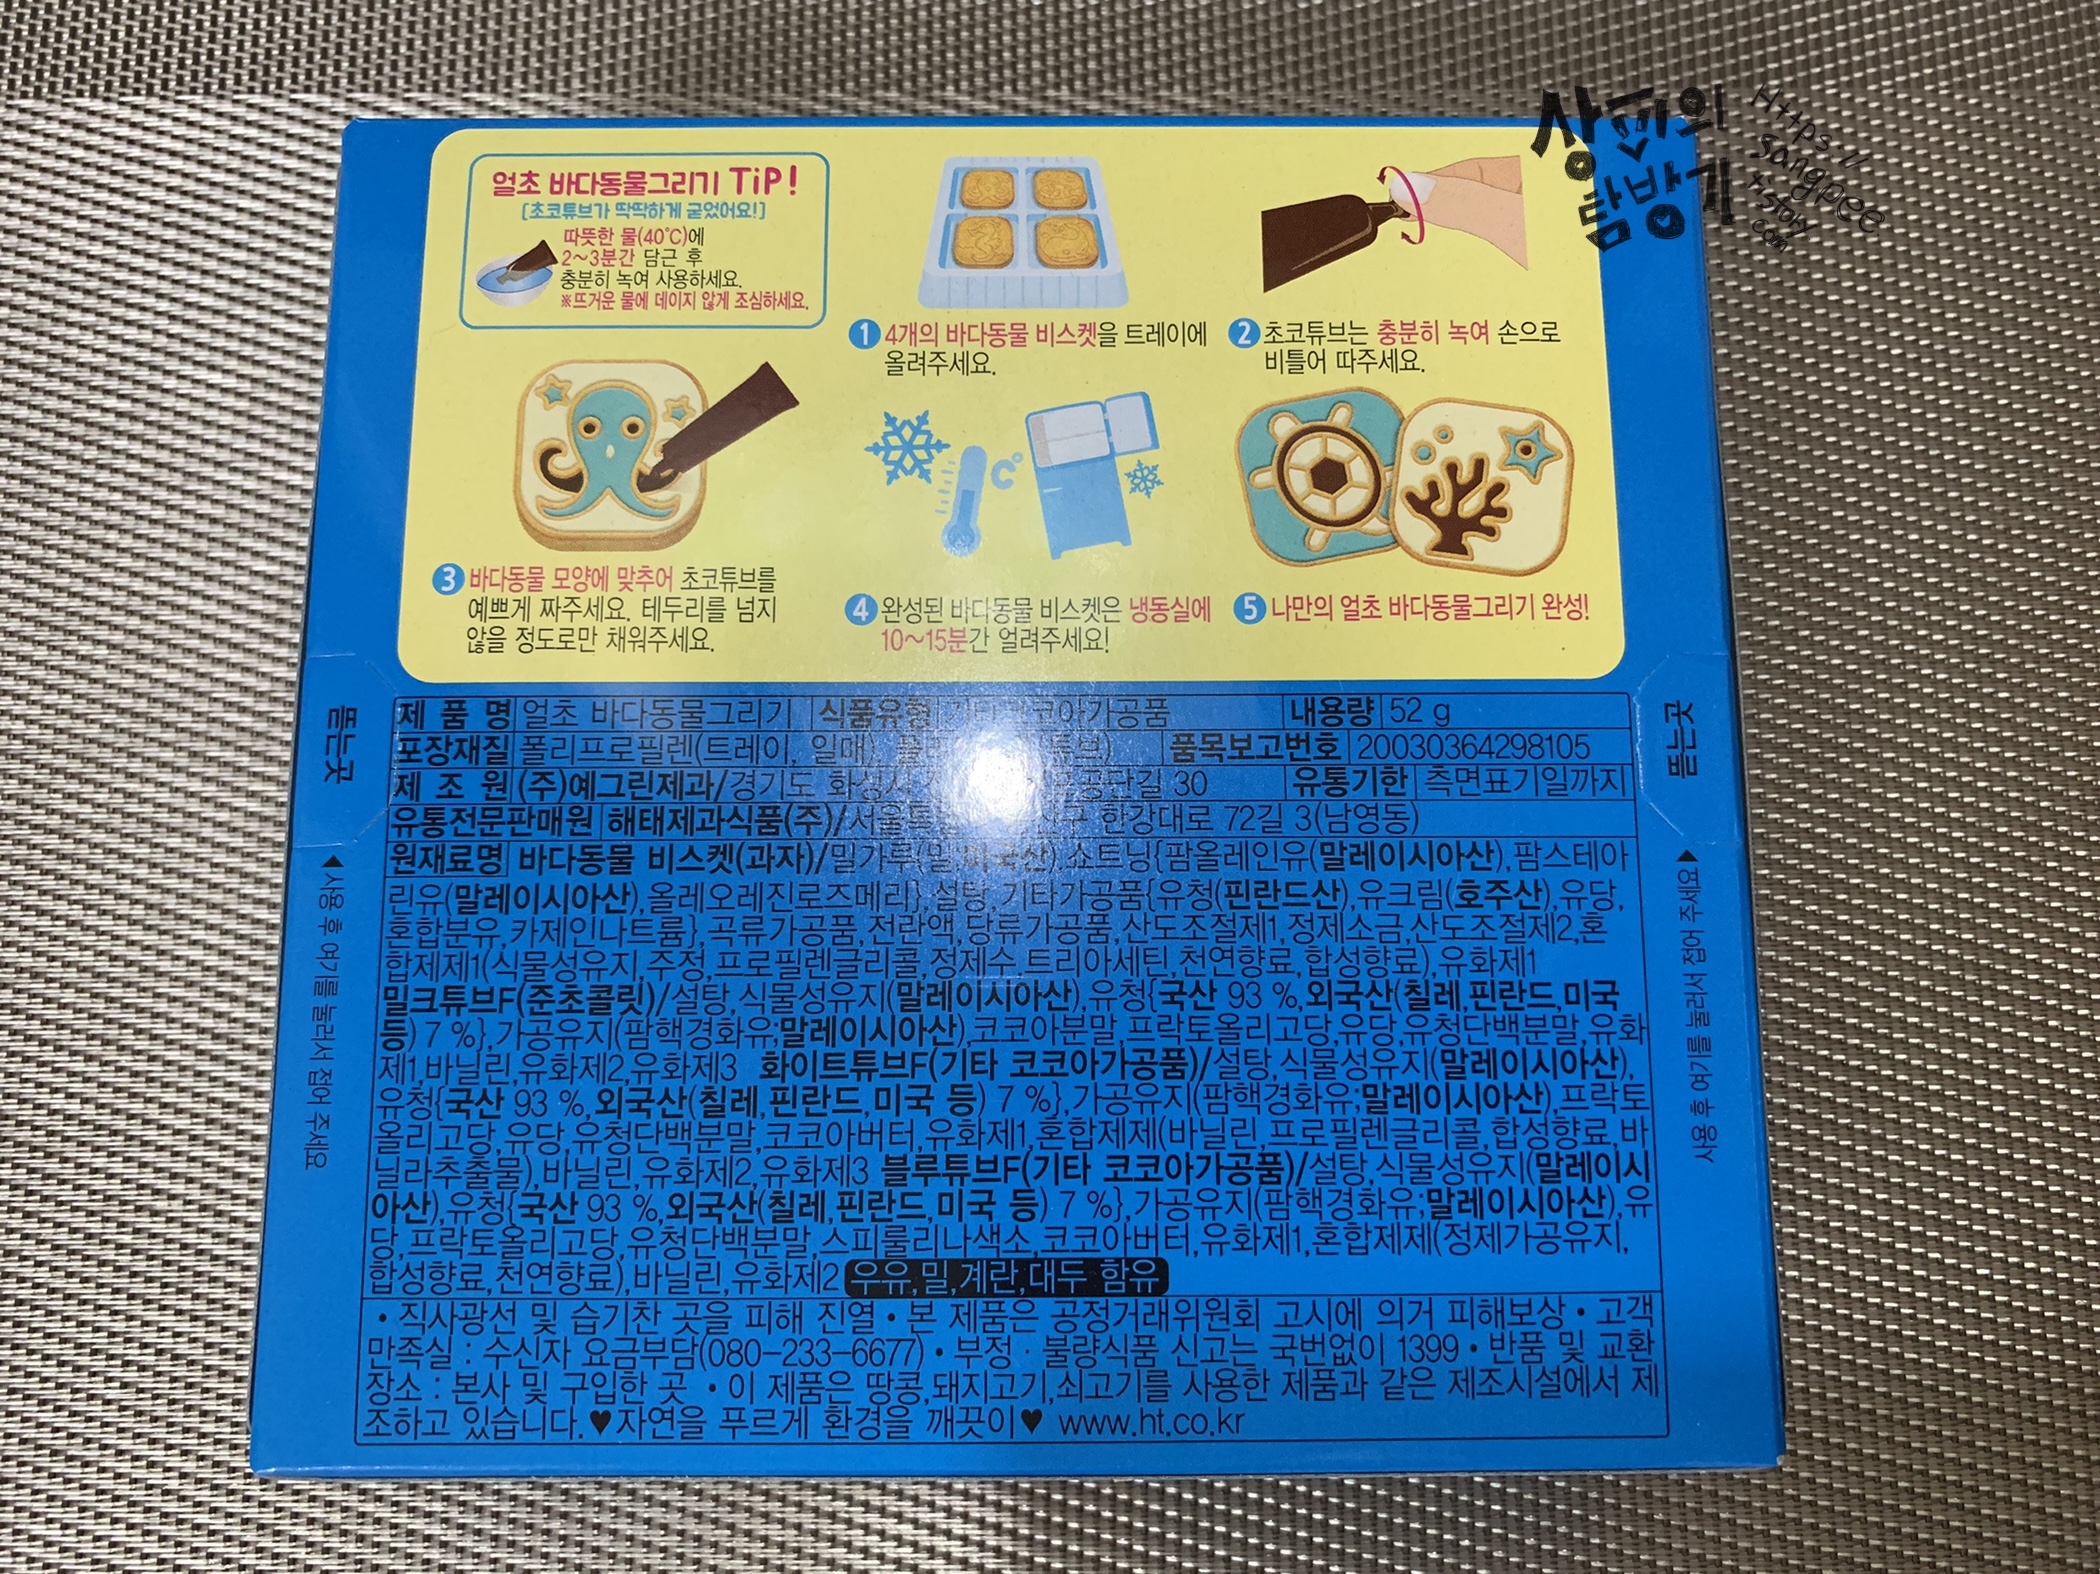 상삐의
탐방기
Https://
sangpee
tistory
com
얼초 바다동물그리기 TiP!
[초코튜브가 딱딱하게 굳었어요!]
따뜻한 물(40℃)에
2~3분간 담근 후
충분히 녹여 사용하세요.
※뜨거운 물에 데이지 않게 조심하세요.
1 4개의 바다동물 비스켓을 트레이에
올려주세요.
2 초코튜브는 충분히 녹여 손으로
비틀어 따주세요.
C°
3 바다동물 모양에 맞추어 초코튜브를
예쁘게 짜주세요. 테두리를 넘지
않을 정도로만 채워주세요.
4 완성된 바다동물 비스켓은 냉동실에
10~15분간 얼려주세요!
5 나만의 얼초 바다동물그리기 완성!
뜯는곳
뜯는곳
제 품 명 얼초 바다동물그리기 식품유형 기타 코코아가공품 내용량 52 g
포장재질 폴리프로필렌(트레이, 일매), 튜브) 품목보고번호 20030364298105
제 조 원 (주)예그린제과/경기도 화성시 공단길 30 유통기한 측면표기일까지
유통전문판매원 해태제과식품(주)/서울특 한강대로 72길 3(남영동)
원재료명 바다동물 비스켓(과자)/밀가루(밀:미국산),쇼트닝{팜올레인유(말레이시아산),팜스테아
린유(말레이시아산),올레오레진로즈메리},설탕,기타가공품{유청(핀란드산),유크림(호주산),유당,
혼합분유,카제인나트륨},곡류가공품,전란액,당류가공품,산도조절제1,정제소금,산도조절제2,혼
합제제1(식물성유지,주정,프로필렌글리콜,정제수,트리아세틴,천연향료,합성향료),유화제1
밀크튜브F(준초콜릿)/설탕,식물성유지(말레이시아산),유청{국산 93 %,외국산(칠레,핀란드,미국
등) 7 %},가공유지(팜핵경화유;말레이시아산),코코아분말,프락토올리고당,유당,유청단백분말,유화
제1,바닐린,유화제2,유화제3 화이트튜브F(기타 코코아가공품)/설탕,식물성유지(말레이시아산),
유청{국산 93 %,외국산(칠레,핀란드,미국 등) 7 %},가공유지(팜핵경화유;말레이시아산),프락토
올리고당,유당,유청단백분말,코코아버터,유화제1,혼합제제(바닐린,프로필렌글리콜,합성향료,바
닐라추출물),바닐린,유화제2,유화제3 블루튜브F(기타 코코아가공품)/설탕,식물성유지(말레이시
아산),유청{국산 93 %,외국산(칠레,핀란드,미국 등) 7 %},가공유지(팜핵경화유;말레이시아산),유
당,프락토올리고당,유청단백분말,스피룰리나색소,코코아버터,유화제1,혼합제제(정제가공유지,
합성향료,천연향료),바닐린,유화제2 우유,밀,계란,대두 함유
• 직사광선 및 습기찬 곳을 피해 진열 • 본 제품은 공정거래위원회 고시에 의거 피해보상 • 고객
만족실 : 수신자 요금부담(080-233-6677) • 부정 · 불량식품 신고는 국번없이 1399 • 반품 및 교환
장소 : 본사 및 구입한 곳 • 이 제품은 땅콩,돼지고기,쇠고기를 사용한 제품과 같은 제조시설에서 제
조하고 있습니다.♥자연을 푸르게 환경을 깨끗이♥ www.ht.co.kr
◀사용 후 여기를 눌러서 접어 주세요
사용 후 여기를 눌러서 접어 주세요▶